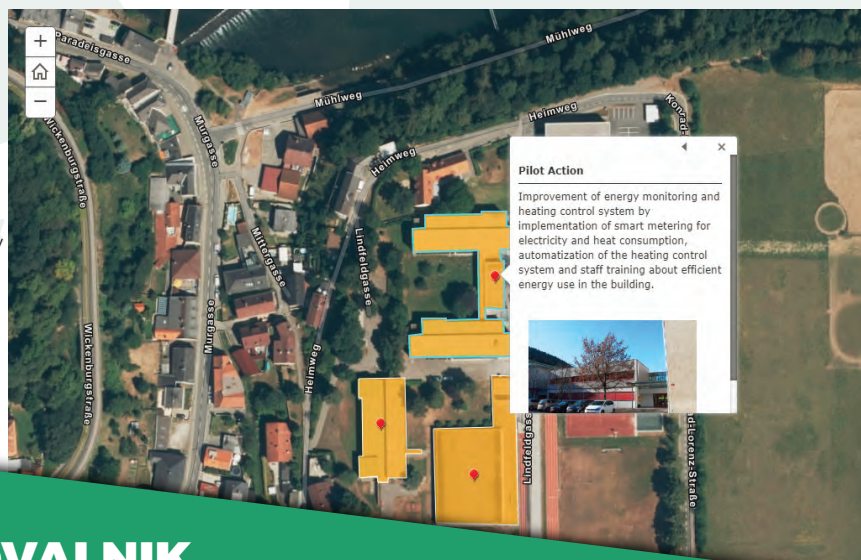 +
−
Paradeisgasse
Mühlweg
Mühlweg
Heimweg
Konrad-
Wickenburgstraße
Murgasse
Heimweg
Mittergasse
Lindfeldgasse
Murgasse
Heimweg
Wickenburgstraße
Lindfeldgass
d-Lorenz-Straße
Pilot Action
Improvement of energy monitoring and
heating control system by
implementation of smart metering for
electricity and heat consumption,
automatization of the heating control
system and staff training about efficient
energy use in the building.